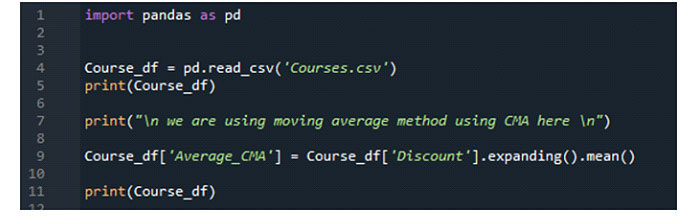 1 import pandas as pd
2
3
4 Course_df = pd.read_csv('Courses.csv')
5 print(Course_df)
6
7 print("\n we are using moving average method using CMA here \n")
8
9 Course_df['Average_CMA'] = Course_df['Discount'].expanding().mean()
10
11 print(Course_df)
12